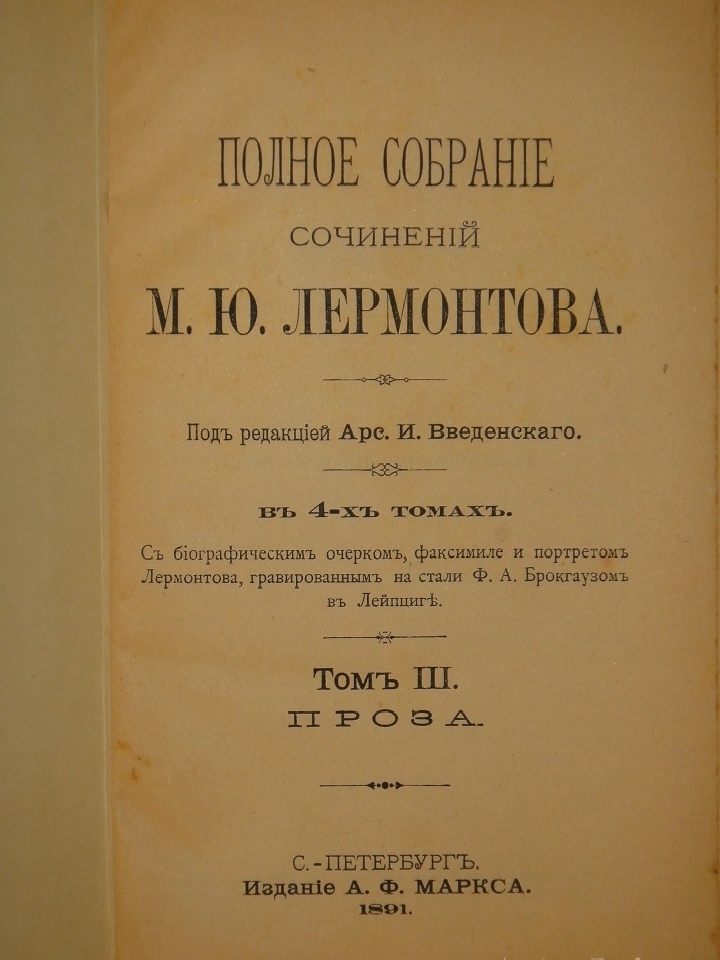 ПОЛНОЕ СОБРАНІЕ
СОЧИНЕНІЙ
М. Ю. ЛЕРМОНТОВА.
Подъ редакціей Арс. И. Введенскаго.
въ 4-хъ томахъ.
Съ біографическимъ очеркомъ, факсимиле и портретомъ
Лермонтова, гравированнымъ на стали Ф. А. Брокгаузомъ
въ Лейпцигѣ.
Томъ III.
ПРОЗА.
С.-ПЕТЕРБУРГЪ.
Изданіе А. Ф. МАРКСА.
1891.